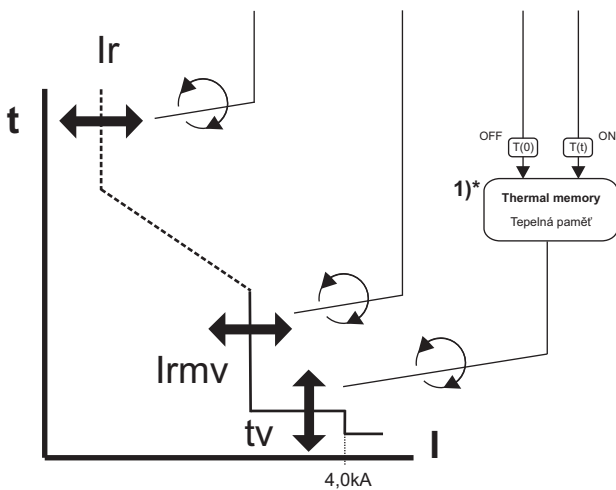 Ir
t
OFF
T(0)
T(t)
ON
1)*
Thermal memory
Tepelná paměť
Irmv
tv
I
4,0kA